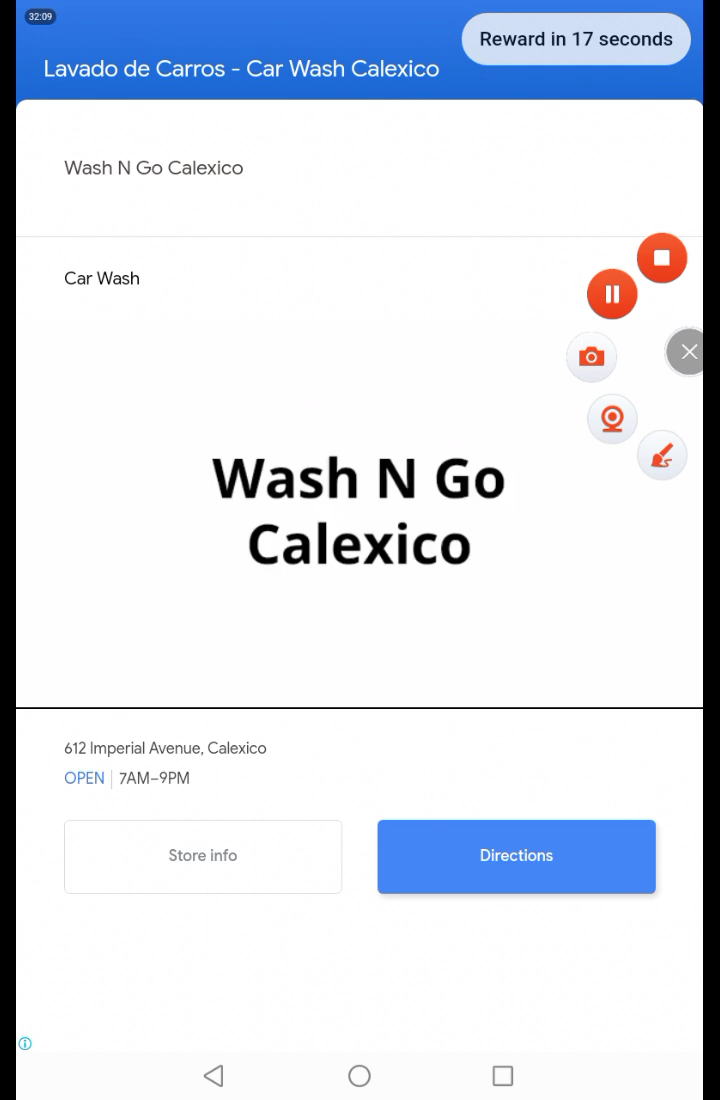 32:09
Reward in 17 seconds
Lavado de Carros - Car Wash Calexico
Wash N Go Calexico
Car Wash
Wash N Go
Calexico
612 Imperial Avenue, Calexico
OPEN | 7AM–9PM
Store info
Directions